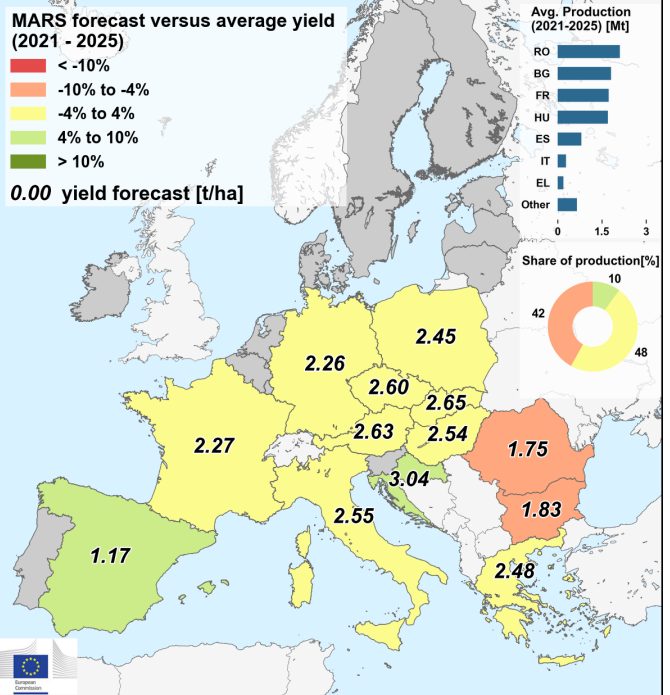 MARS forecast versus average yield
(2021 - 2025)
< -10%
-10% to -4%
-4% to 4%
4% to 10%
> 10%
0.00 yield forecast [t/ha]
Avg. Production
(2021-2025) [Mt]
RO
BG
FR
HU
ES
IT
EL
Other
0 1.5 3
Share of production[%]
10
42
48
2.45
2.26
2.60
2.65
2.63
2.54
2.27
1.75
3.04
1.83
2.55
1.17
2.48
European
Commission